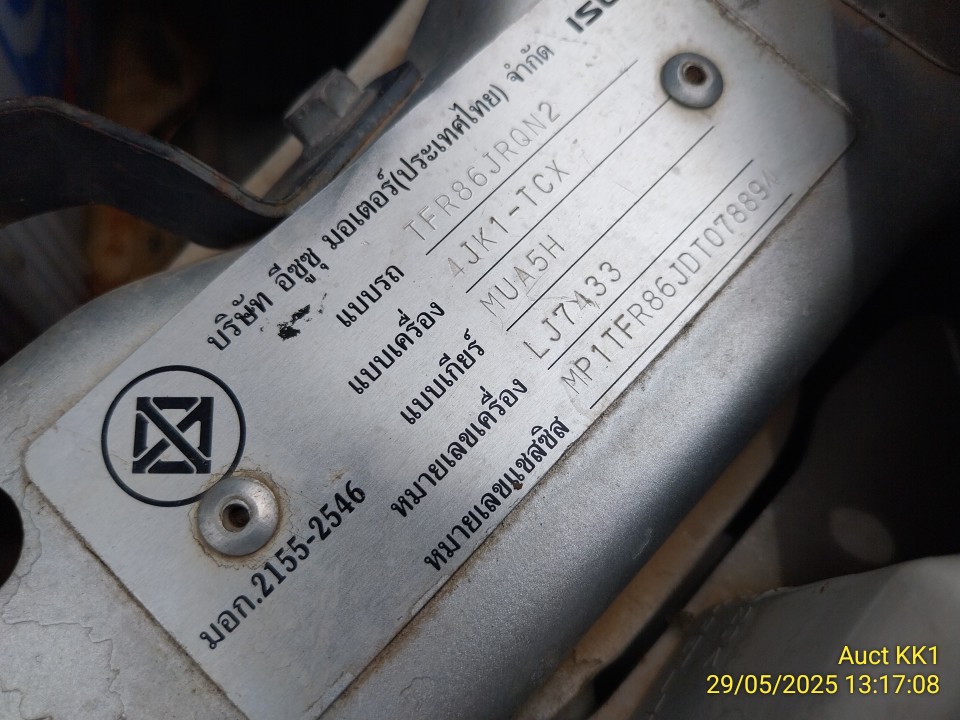 บริษัท อีซูซุ มอเตอร์(ประเทศไทย) จำกัด
แบบรถ TFR86JRQN2
แบบเครื่อง 4JK1-TCX
แบบเกียร์ MUA5H
หมายเลขเครื่อง LJ7433
หมายเลขแชสซิส MP1TFR86JDT078894
มอก.2155-2546
Auct KK1
29/05/2025 13:17:08